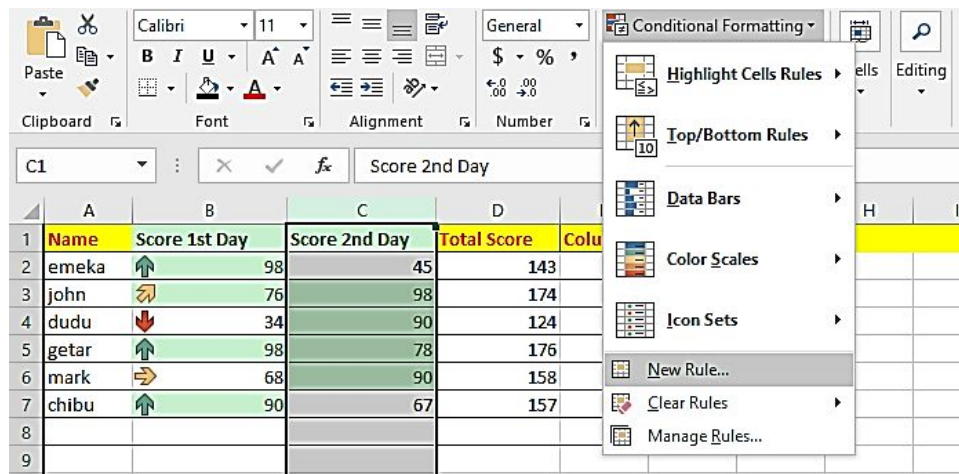 Calibri 11 General Conditional Formatting
B I U A A $ % ,
Paste ells Editing
A .00 .0
Clipboard Font Alignment Number
C1 fx Score 2nd Day
Highlight Cells Rules
Top/Bottom Rules
10
Data Bars
Color Scales
Icon Sets
New Rule...
Clear Rules
Manage Rules...
A B C D H
1 Name Score 1st Day Score 2nd Day Total Score Colu
2 emeka 98 45 143
3 john 76 98 174
4 dudu 34 90 124
5 getar 98 78 176
6 mark 68 90 158
7 chibu 90 67 157
8
9